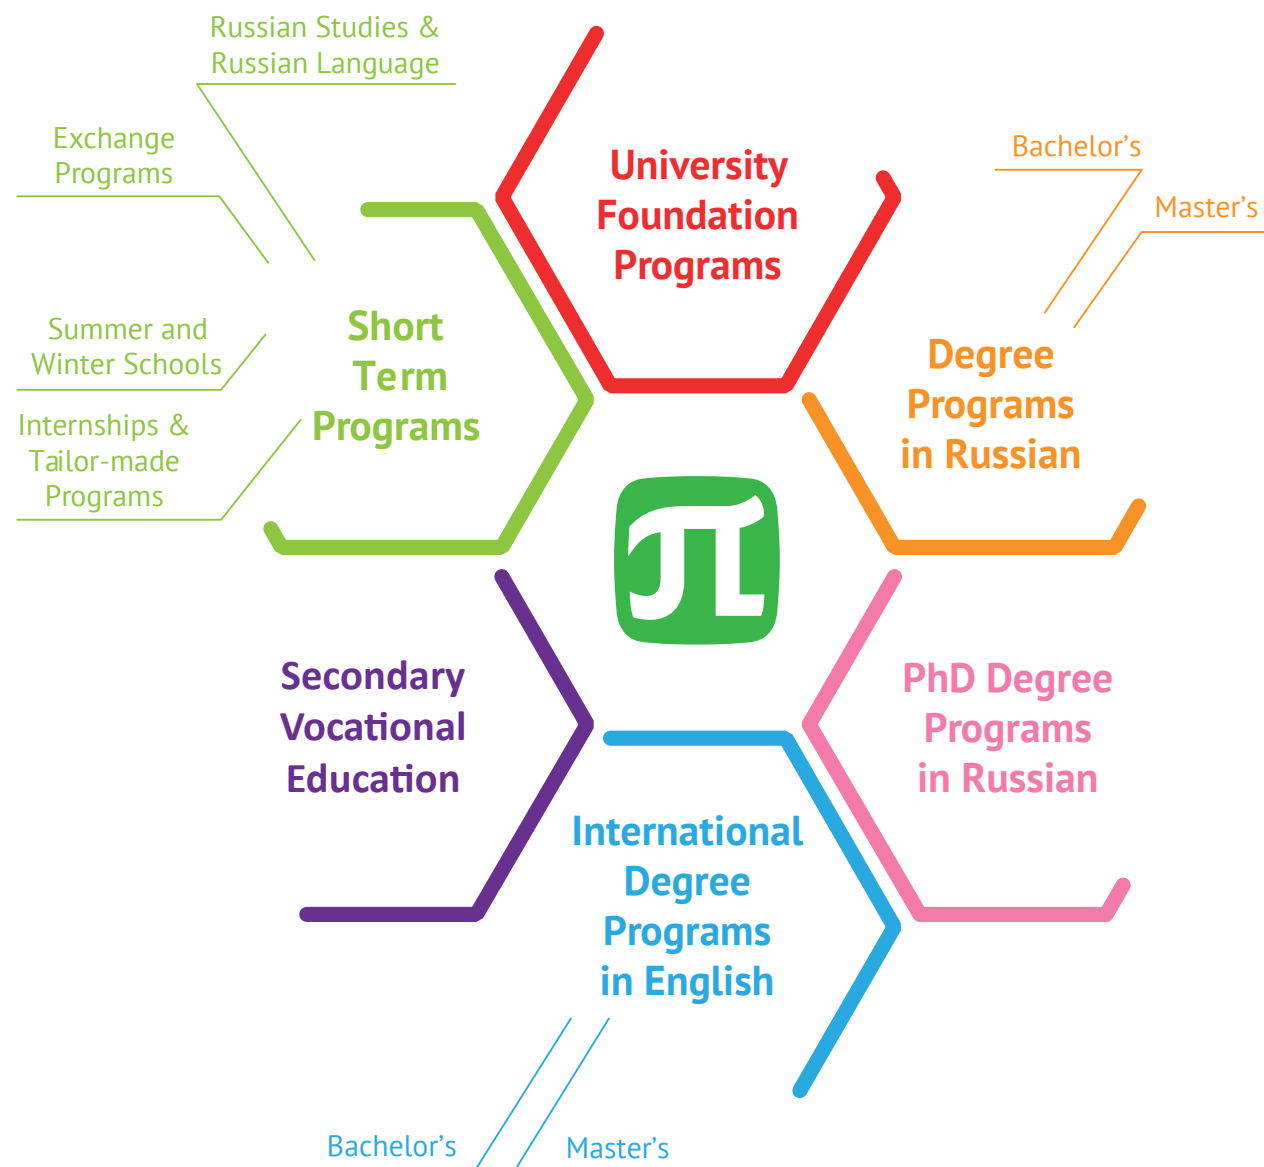 Russian Studies &
Russian Language
Exchange
Programs
Summer and
Winter Schools
Internships &
Tailor-made
Programs
Short
Term
Programs
University
Foundation
Programs
Bachelor's
Master's
Degree
Programs
in Russian
Secondary
Vocational
Education
PhD Degree
Programs
in Russian
International
Degree
Programs
in English
Bachelor's
Master's